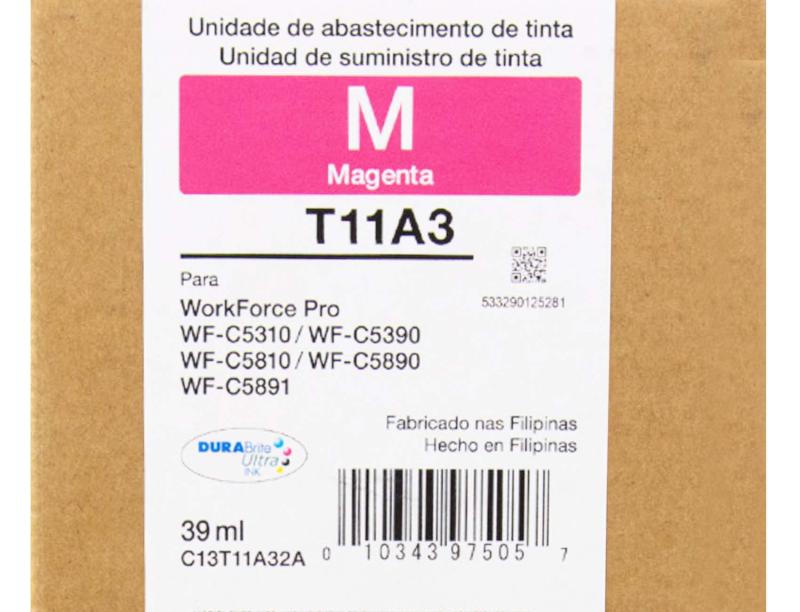 Unidade de abastecimento de tinta
Unidad de suministro de tinta
M
Magenta
T11A3
533290125281
Para
WorkForce Pro
WF-C5310 / WF-C5390
WF-C5810 / WF-C5890
WF-C5891
Fabricado nas Filipinas
Hecho en Filipinas
DURABrite
Ultra
INK
39 ml
C13T11A32A
0 10343 97505 7